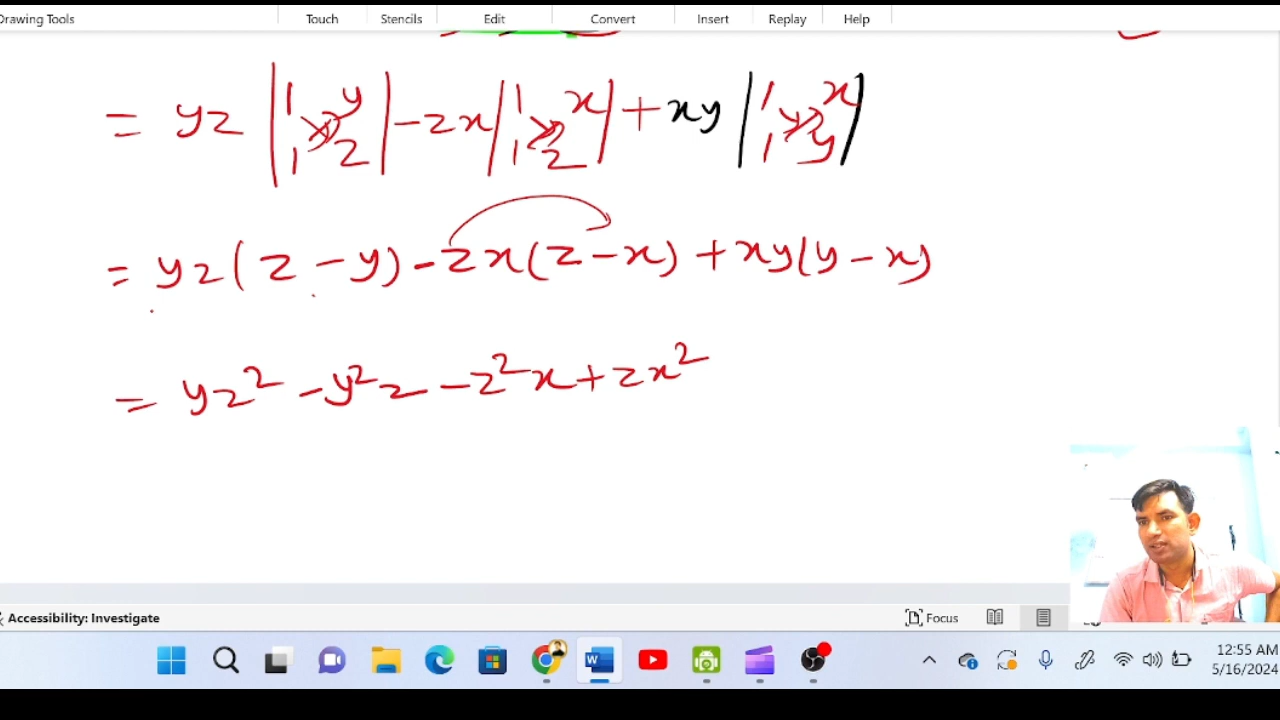 Drawing Tools Touch Stencils Edit Convert Insert Replay Help
= yz |1 y| - zx |1 x| + xy |1 x|
|1 z| |1 z| |1 y|
= yz(z-y) - zx(z-x) + xy(y-x)
= yz² - y²z - z²x + zx²
Accessibility: Investigate Focus
12:55 AM
5/16/2024